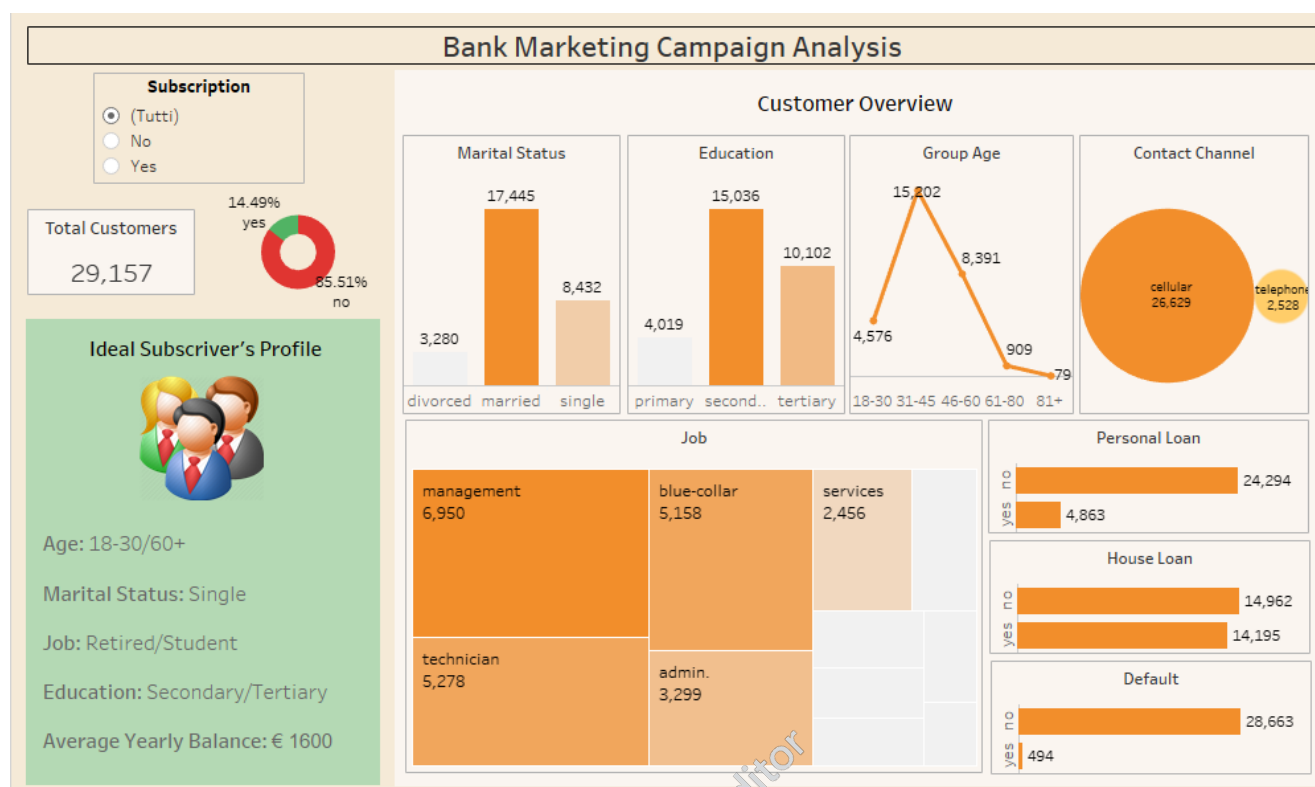 Bank Marketing Campaign Analysis
Subscription
(Tutti)
No
Yes
Total Customers
29,157
14.49%
yes
85.51%
no
Ideal Subscriver's Profile
Age: 18-30/60+
Marital Status: Single
Job: Retired/Student
Education: Secondary/Tertiary
Average Yearly Balance: € 1600
Customer Overview
Marital Status
17,445
8,432
3,280
divorced married single
Education
15,036
10,102
4,019
primary second.. tertiary
Group Age
15,202
8,391
4,576
909
79
18-30 31-45 46-60 61-80 81+
Contact Channel
cellular
26,629
telephone
2,528
Job
management
6,950
blue-collar
5,158
services
2,456
technician
5,278
admin.
3,299
Personal Loan
no
24,294
yes
4,863
House Loan
no
14,962
yes
14,195
Default
no
28,663
yes
494